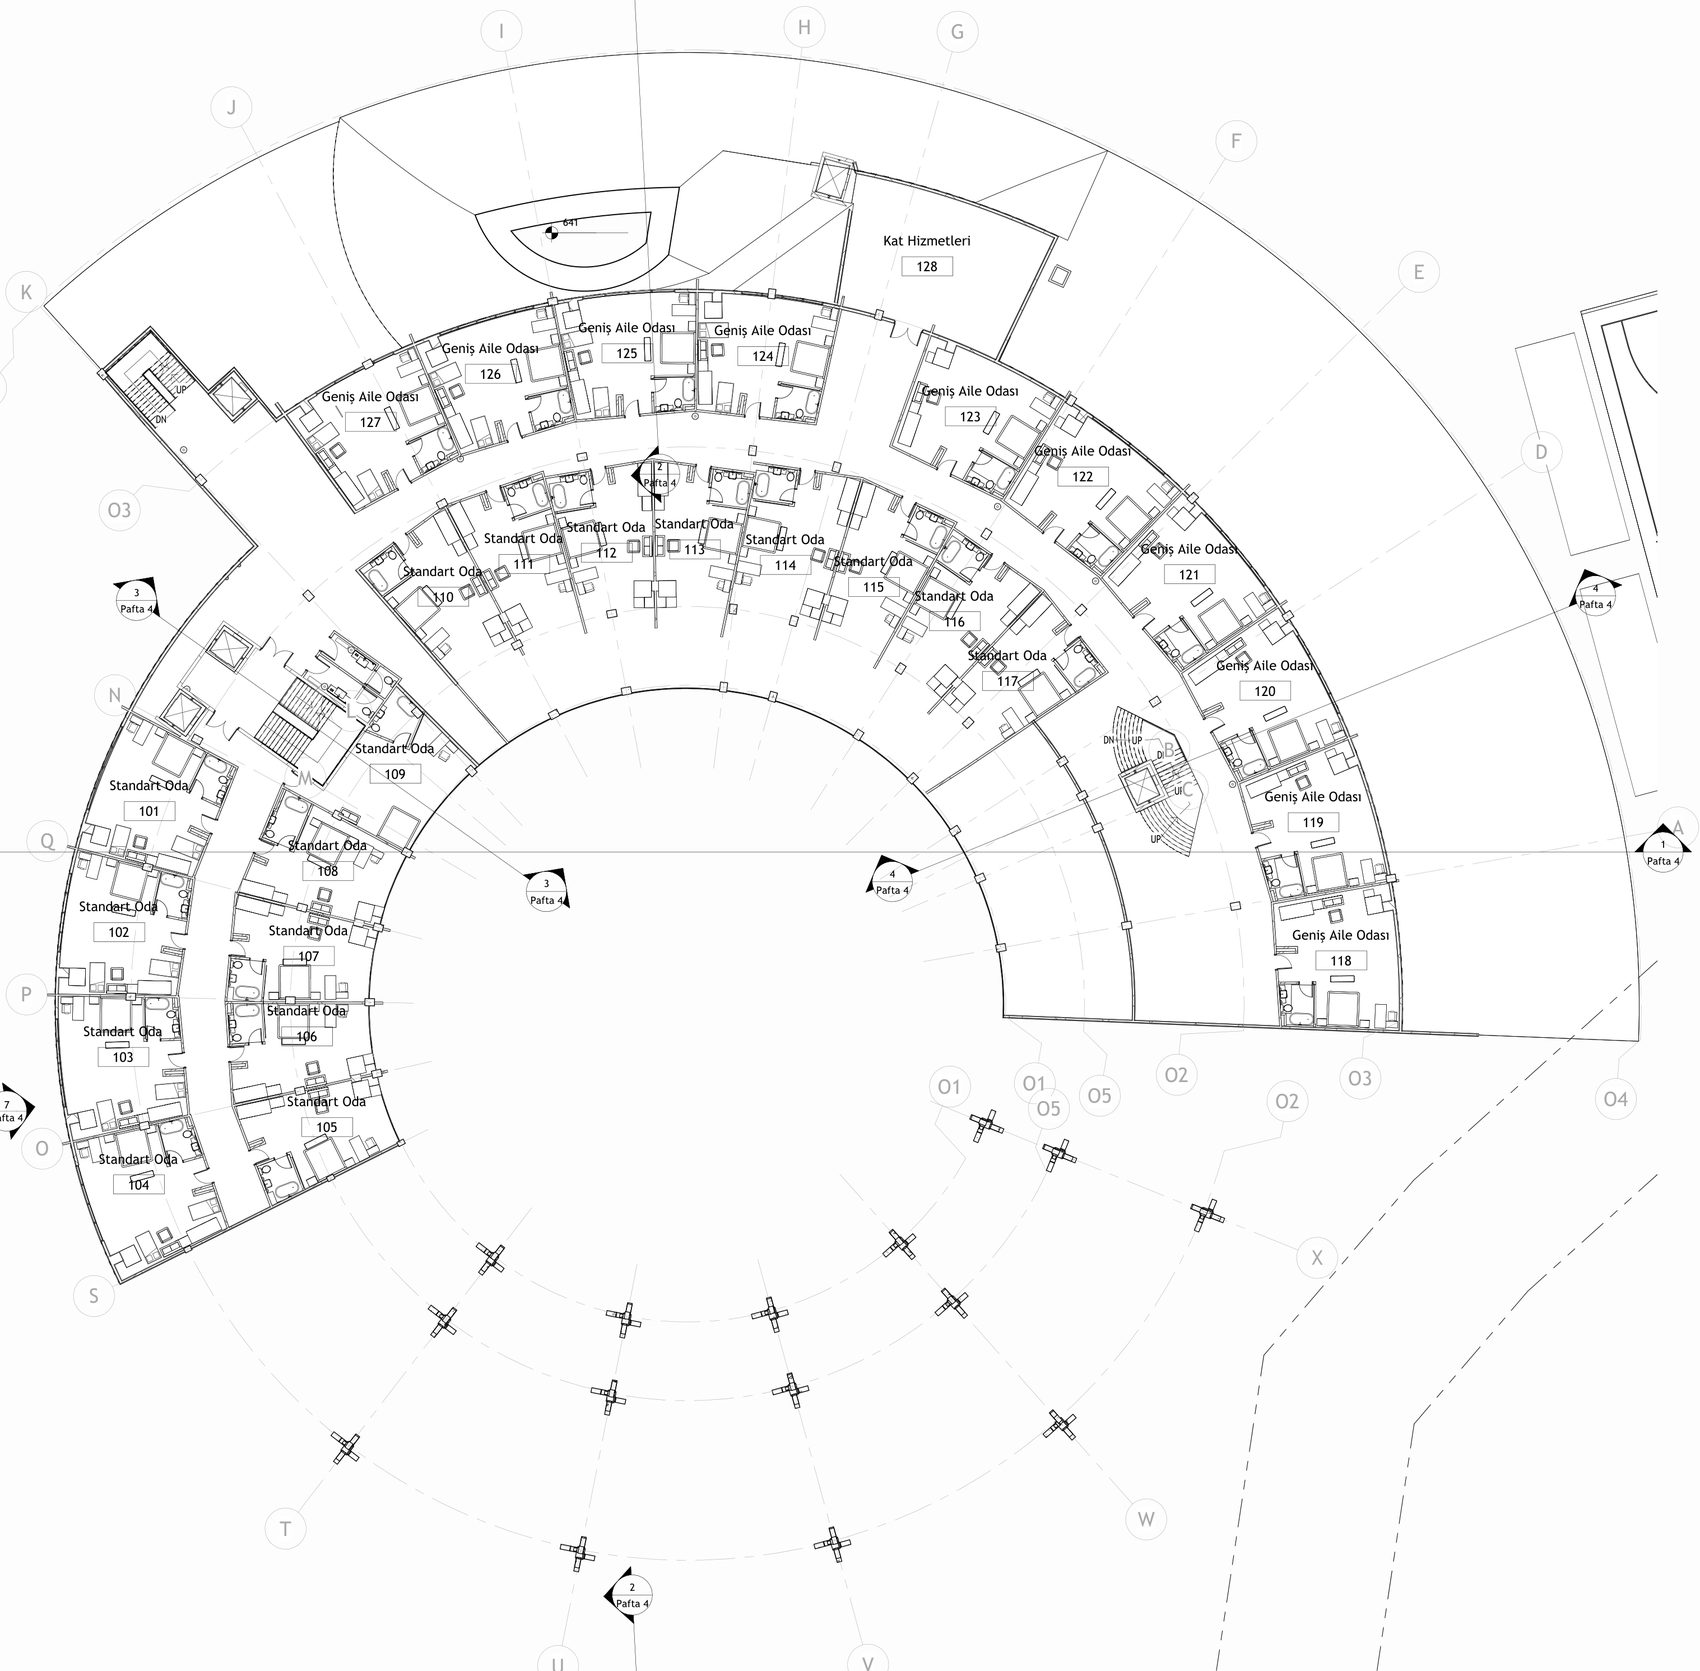 I
H
G
J
F
K
E
D
641
Kat Hizmetleri
128
Geniş Aile Odası
125
Geniş Aile Odası
124
Geniş Aile Odası
126
Geniş Aile Odası
127
Geniş Aile Odası
123
Geniş Aile Odası
122
Geniş Aile Odası
121
Geniş Aile Odası
120
Geniş Aile Odası
119
Geniş Aile Odası
118
UP
DN
O3
2
Pafta 4
3
Pafta 4
4
Pafta 4
Standart Oda
110
Standart Oda
111
Standart Oda
112
Standart Oda
113
Standart Oda
114
Standart Oda
115
Standart Oda
116
Standart Oda
117
N
L
M
Standart Oda
109
DN
UP
B
C
UP
Standart Oda
101
Q
Standart Oda
108
A
1
Pafta 4
3
Pafta 4
4
Pafta 4
Standart Oda
102
Standart Oda
107
P
Standart Oda
103
Standart Oda
106
7
Standart Oda
105
O
Standart Oda
104
S
O1
O1
O5
O5
O2
O3
O4
O2
X
T
W
2
Pafta 4
U
V